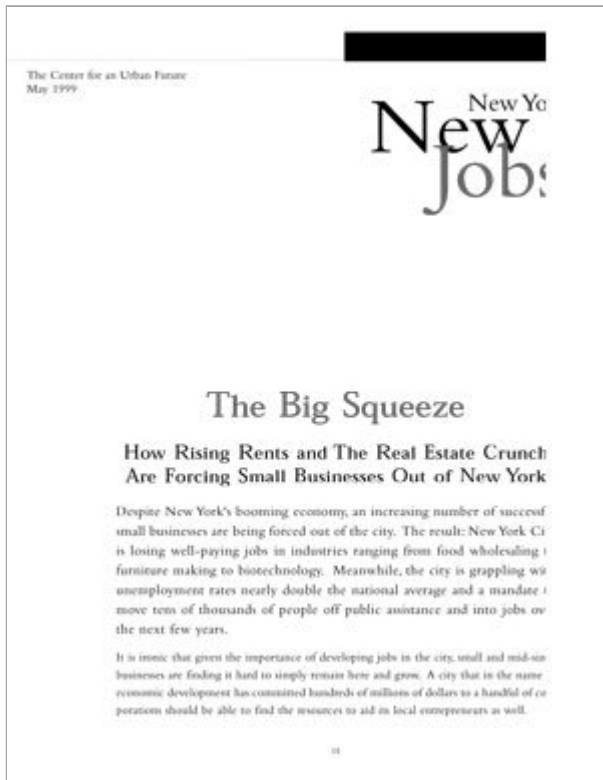 The Center for an Urban Future
May 1999
New Yo
New
Jobs
The Big Squeeze
How Rising Rents and The Real Estate Crunch
Are Forcing Small Businesses Out of New York
Despite New York's booming economy, an increasing number of successf
small businesses are being forced out of the city. The result: New York Ci
is losing well-paying jobs in industries ranging from food wholesaling
furniture making to biotechnology. Meanwhile, the city is grappling wit
unemployment rates nearly double the national average and a mandate
move tens of thousands of people off public assistance and into jobs ov
the next few years.
It is ironic that given the importance of developing jobs in the city, small and mid-siz
businesses are finding it hard to simply remain here and grow. A city that in the name
economic development has committed hundreds of millions of dollars to a handful of co
porations should be able to find the resources to aid its local entrepreneurs as well.